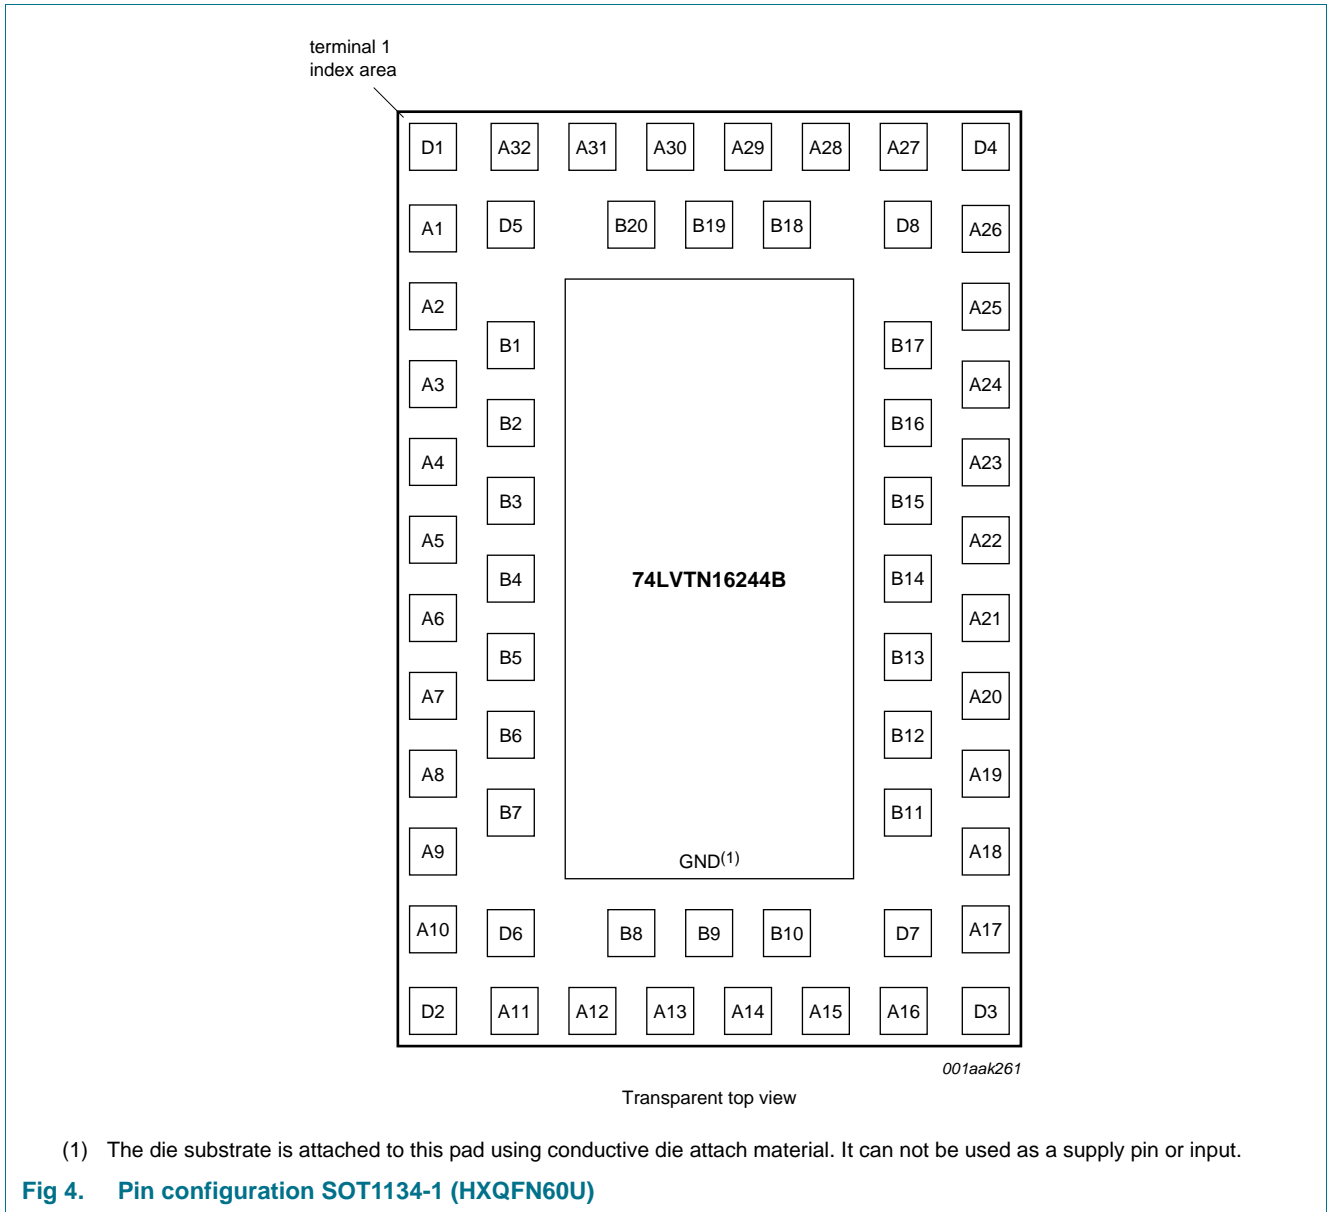 terminal 1
index area
D1 A32 A31 A30 A29 A28 A27 D4
A1 D5 B20 B19 B18 D8 A26
A2 A25
B1 B17
A3 A24
B2 B16
A4 A23
B3 B15
A5 A22
B4 74LVTN16244B B14
A6 A21
B5 B13
A7 A20
B6 B12
A8 A19
B7 B11
A9 A18
GND(1)
A10 D6 B8 B9 B10 D7 A17
D2 A11 A12 A13 A14 A15 A16 D3
001aak261
Transparent top view
(1) The die substrate is attached to this pad using conductive die attach material. It can not be used as a supply pin or input.
Fig 4. Pin configuration SOT1134-1 (HXQFN60U)